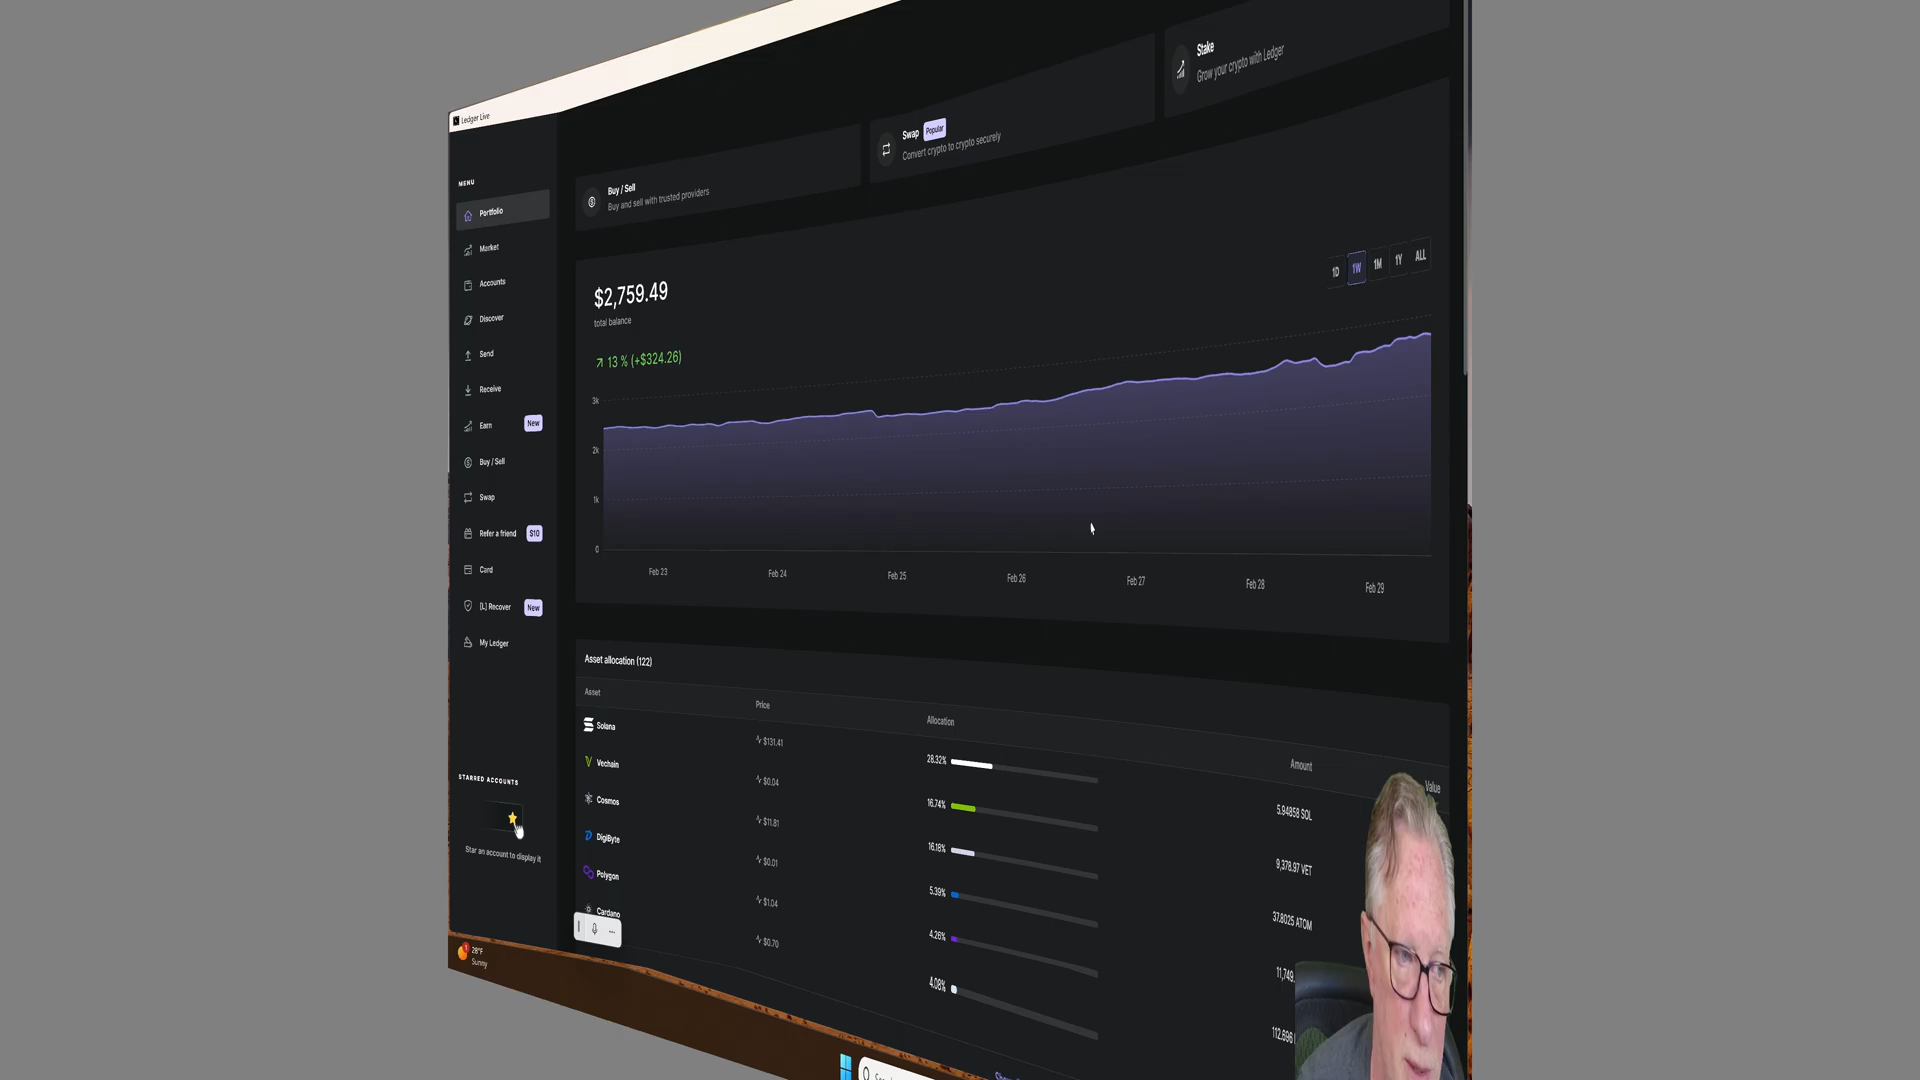 Ledger Live
MENU
Portfolio
Market
Accounts
Discover
Send
Receive
Earn New
Buy / Sell
Swap
Refer a friend $10
Card
[L] Recover New
My Ledger
STARRED ACCOUNTS
Star an account to display it
Buy / Sell
Buy and sell with trusted providers
Swap Popular
Convert crypto to crypto securely
Stake
Grow your crypto with Ledger
$2,759.49
total balance
13 % (+$324.26)
1D 1W 1M 1Y ALL
3k
2k
1k
0
Feb 23 Feb 24 Feb 25 Feb 26 Feb 27 Feb 28 Feb 29
Asset allocation (122)
Asset Price Allocation Amount Value
Solana $131.41 28.32% 5.94858 SOL
Vechain $0.04 16.74% 9,378.97 VET
Cosmos $11.81 16.18% 37.8025 ATOM
DigiByte $0.01 5.39% 11,749.
Polygon $1.04 4.26% 112.696
Cardano $0.70 4.08%
1
28°F
Sunny